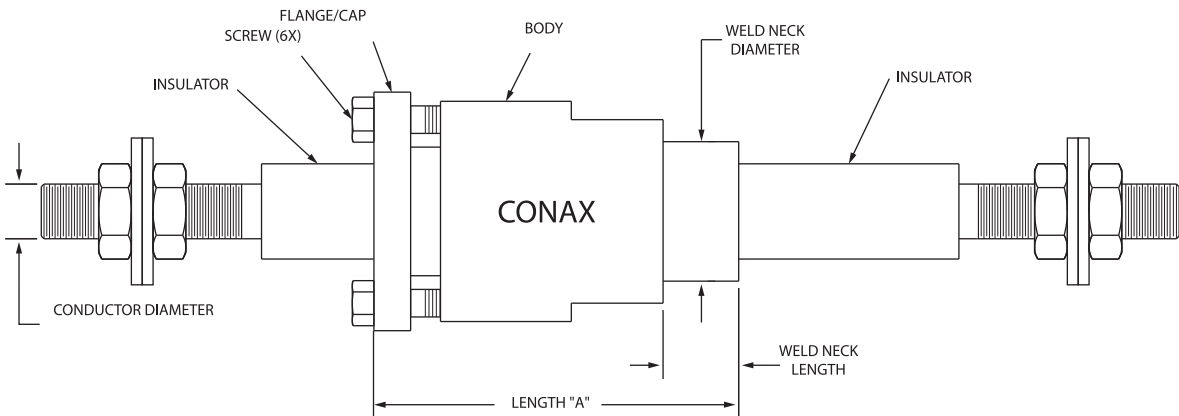 FLANGE/CAP
SCREW (6X)
BODY
WELD NECK
DIAMETER
INSULATOR
INSULATOR
CONAX
CONDUCTOR DIAMETER
WELD NECK
LENGTH
LENGTH "A"